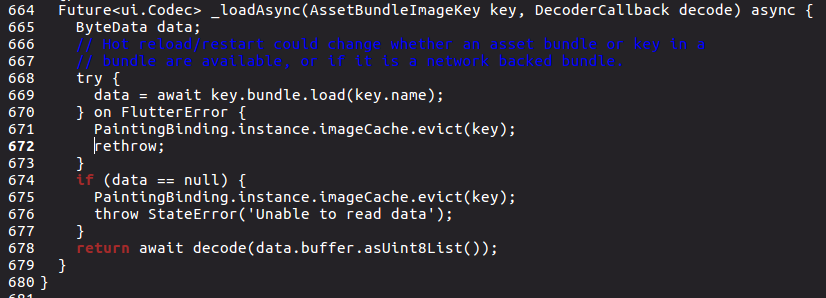 664 Future<ui.Codec> _loadAsync(AssetBundleImageKey key, DecoderCallback decode) async {
665 ByteData data;
666 // Hot reload/restart could change whether an asset bundle or key in a
667 // bundle are available, or if it is a network backed bundle.
668 try {
669 data = await key.bundle.load(key.name);
670 } on FlutterError {
671 PaintingBinding.instance.imageCache.evict(key);
672 rethrow;
673 }
674 if (data == null) {
675 PaintingBinding.instance.imageCache.evict(key);
676 throw StateError('Unable to read data');
677 }
678 return await decode(data.buffer.asUint8List());
679 }
680 }
681